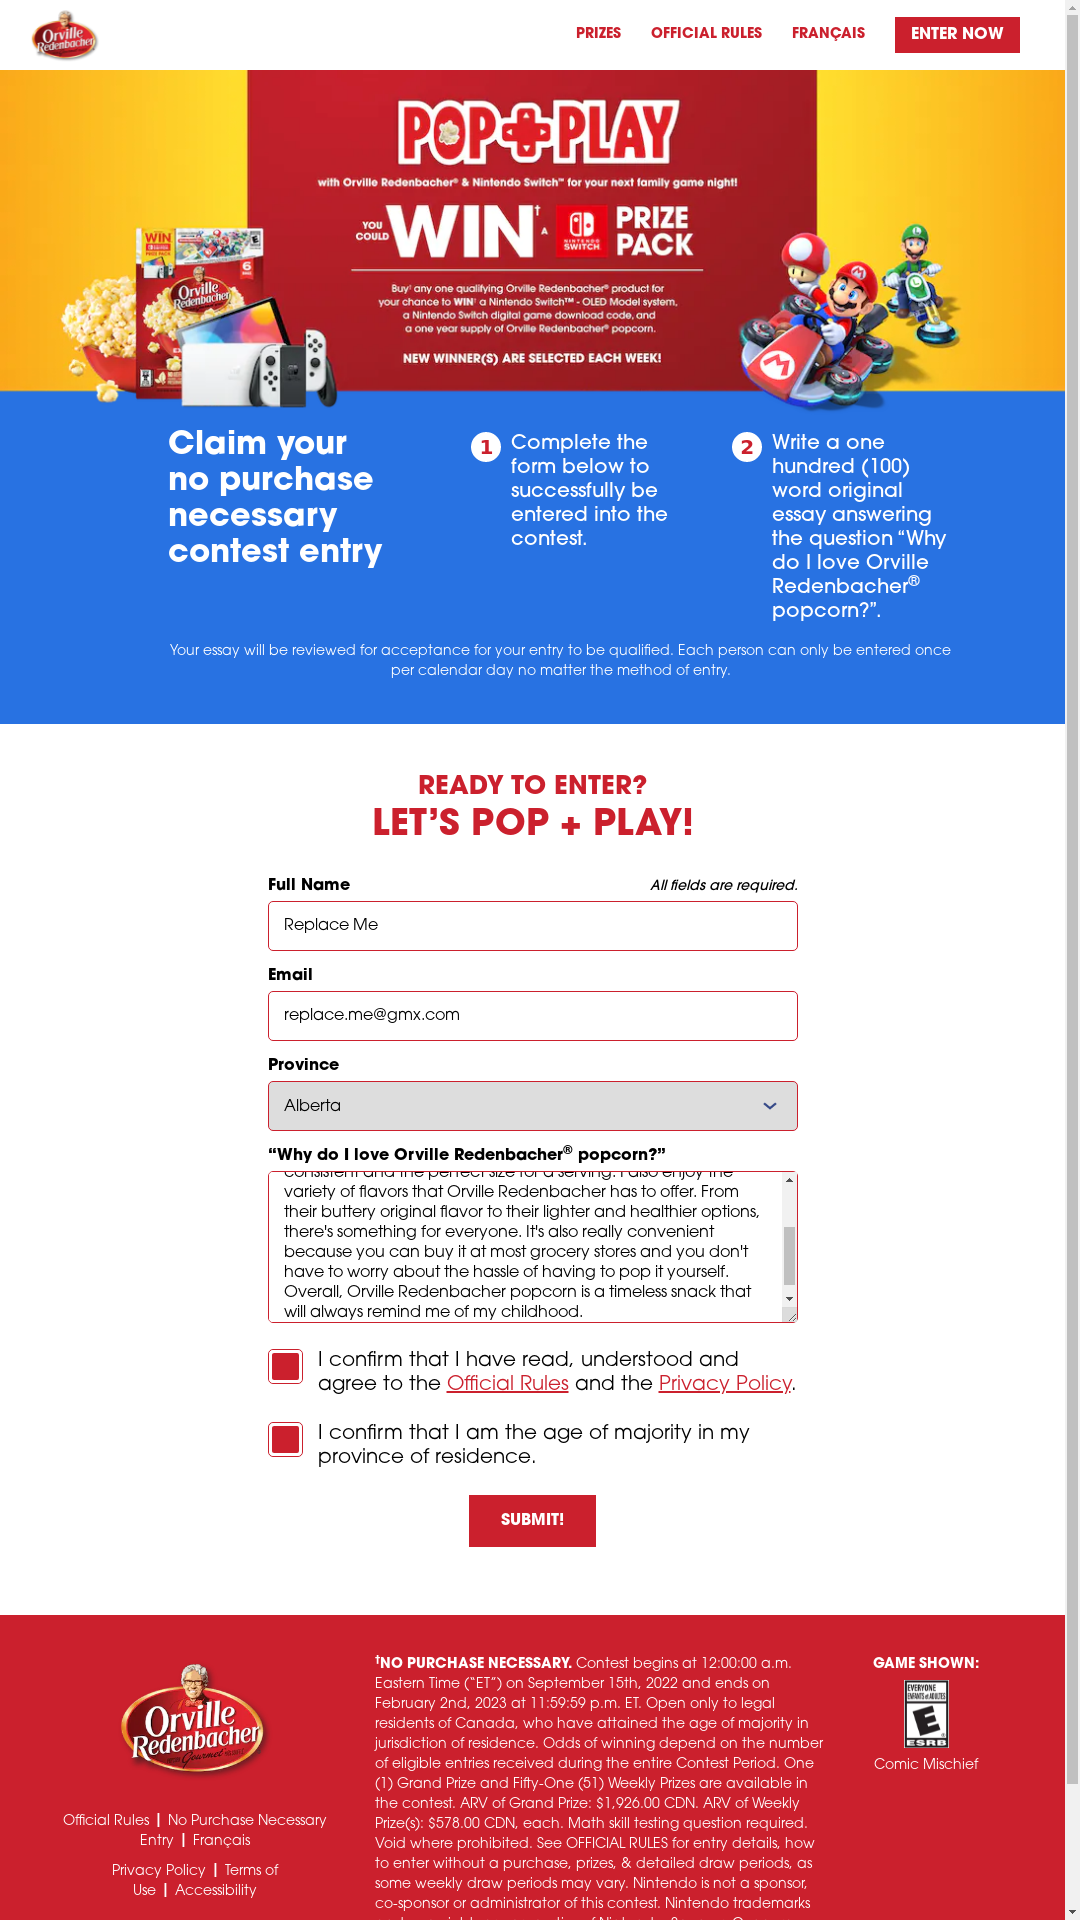 Orville
Redenbacher's
PRIZES
OFFICIAL RULES
FRANÇAIS
ENTER NOW
POP+PLAY
with Orville Redenbacher® & Nintendo Switch™ for your next family game night!
YOU COULD WIN† A NINTENDO SWITCH PRIZE PACK
Buy† any one qualifying Orville Redenbacher® product for
your chance to WIN† a Nintendo Switch™ - OLED Model system,
a Nintendo Switch digital game download code, and
a one year supply of Orville Redenbacher® popcorn.
NEW WINNER(S) ARE SELECTED EACH WEEK!
WIN
PRIZE PACK
Orville
Redenbacher's
6
Claim your
no purchase
necessary
contest entry
1 Complete the
form below to
successfully be
entered into the
contest.
2 Write a one
hundred (100)
word original
essay answering
the question “Why
do I love Orville
Redenbacher®
popcorn?”.
Your essay will be reviewed for acceptance for your entry to be qualified. Each person can only be entered once
per calendar day no matter the method of entry.
READY TO ENTER?
LET’S POP + PLAY!
Full Name
All fields are required.
Replace Me
Email
replace.me@gmx.com
Province
Alberta
“Why do I love Orville Redenbacher® popcorn?”
consistent and the perfect size for a serving. I also enjoy the
variety of flavors that Orville Redenbacher has to offer. From
their buttery original flavor to their lighter and healthier options,
there's something for everyone. It's also really convenient
because you can buy it at most grocery stores and you don't
have to worry about the hassle of having to pop it yourself.
Overall, Orville Redenbacher popcorn is a timeless snack that
will always remind me of my childhood.
I confirm that I have read, understood and
agree to the Official Rules and the Privacy Policy.
I confirm that I am the age of majority in my
province of residence.
SUBMIT!
Orville
Redenbacher's
Gourmet
Official Rules | No Purchase Necessary
Entry | Français
Privacy Policy | Terms of
Use | Accessibility
†NO PURCHASE NECESSARY. Contest begins at 12:00:00 a.m.
Eastern Time (“ET”) on September 15th, 2022 and ends on
February 2nd, 2023 at 11:59:59 p.m. ET. Open only to legal
residents of Canada, who have attained the age of majority in
jurisdiction of residence. Odds of winning depend on the number
of eligible entries received during the entire Contest Period. One
(1) Grand Prize and Fifty-One (51) Weekly Prizes are available in
the contest. ARV of Grand Prize: $1,926.00 CDN. ARV of Weekly
Prize(s): $578.00 CDN, each. Math skill testing question required.
Void where prohibited. See OFFICIAL RULES for entry details, how
to enter without a purchase, prizes, & detailed draw periods, as
some weekly draw periods may vary. Nintendo is not a sponsor,
co-sponsor or administrator of this contest. Nintendo trademarks
GAME SHOWN:
EVERYONE
ENFANTS et ADULTES
E
ESRB
Comic Mischief